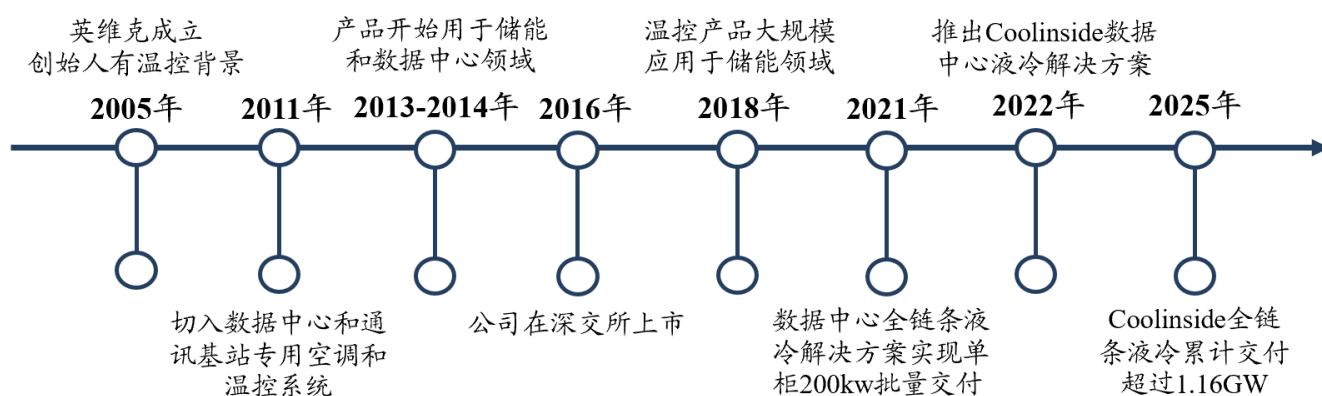 英维克成立
创始人有温控背景
产品开始用于储能
和数据中心领域
温控产品大规模
应用于储能领域
推出Coolinside数据
中心液冷解决方案
2005年
2011年
2013-2014年
2016年
2018年
2021年
2022年
2025年
切入数据中心和通
讯基站专用空调和
温控系统
公司在深交所上市
数据中心全链条液
冷解决方案实现单
柜200kw批量交付
Coolinside全链
条液冷累计交付
超过1.16GW